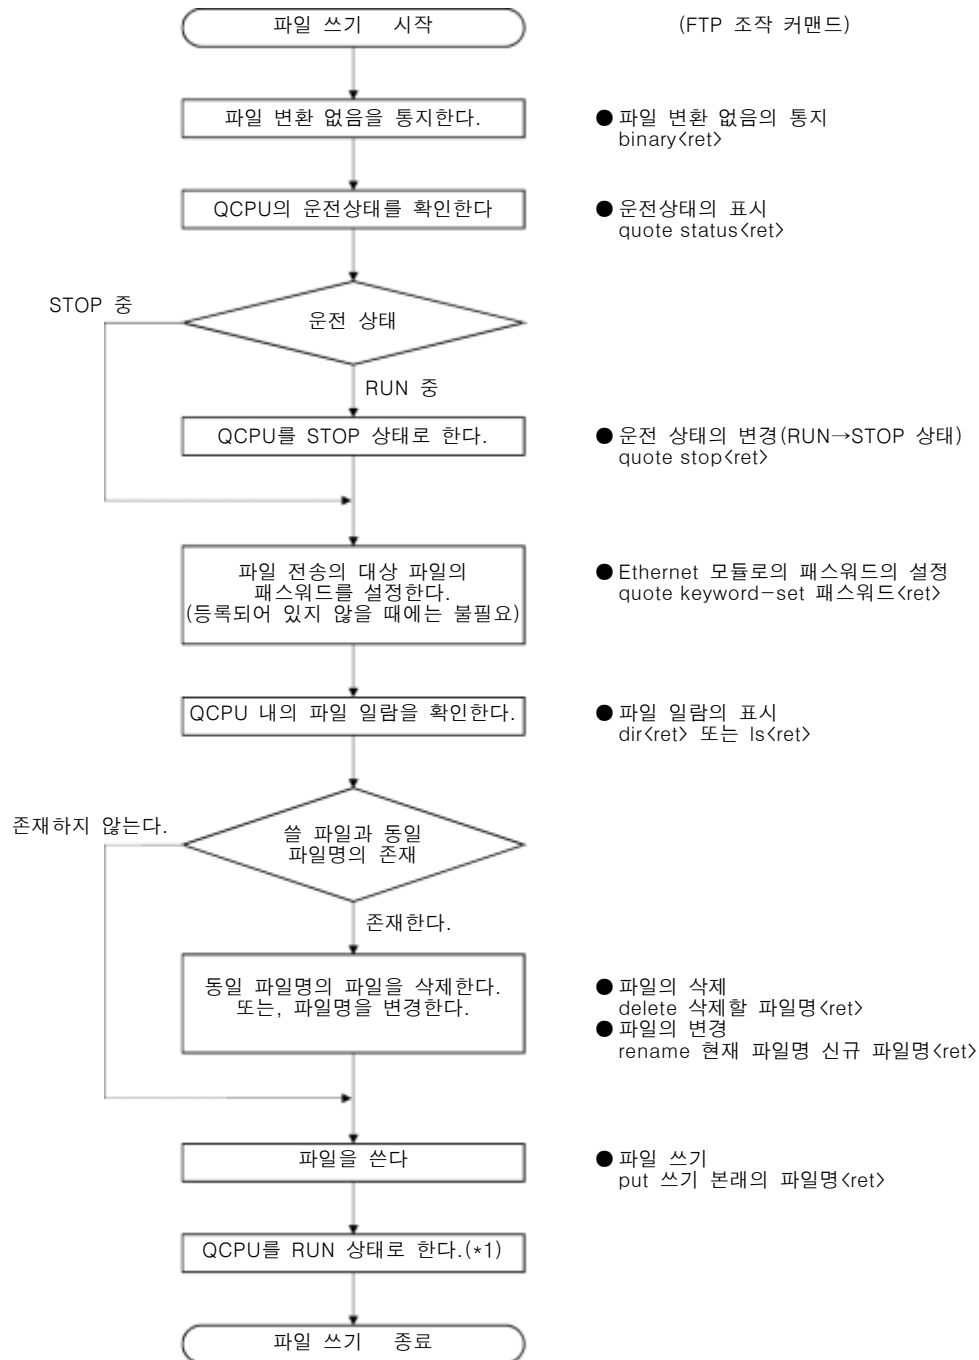 파일 쓰기 시작
(FTP 조작 커맨드)
파일 변환 없음을 통지한다.
● 파일 변환 없음의 통지
binary<ret>
QCPU의 운전상태를 확인한다
● 운전상태의 표시
quote status<ret>
STOP 중
운전 상태
RUN 중
QCPU를 STOP 상태로 한다.
● 운전 상태의 변경(RUN→STOP 상태)
quote stop<ret>
파일 전송의 대상 파일의
패스워드를 설정한다.
(등록되어 있지 않을 때에는 불필요)
● Ethernet 모듈로의 패스워드의 설정
quote keyword-set 패스워드<ret>
QCPU 내의 파일 일람을 확인한다.
● 파일 일람의 표시
dir<ret> 또는 ls<ret>
존재하지 않는다.
쓸 파일과 동일
파일명의 존재
존재한다.
동일 파일명의 파일을 삭제한다.
또는, 파일명을 변경한다.
● 파일의 삭제
delete 삭제할 파일명<ret>
● 파일의 변경
rename 현재 파일명 신규 파일명<ret>
파일을 쓴다
● 파일 쓰기
put 쓰기 본래의 파일명<ret>
QCPU를 RUN 상태로 한다.(*1)
파일 쓰기 종료